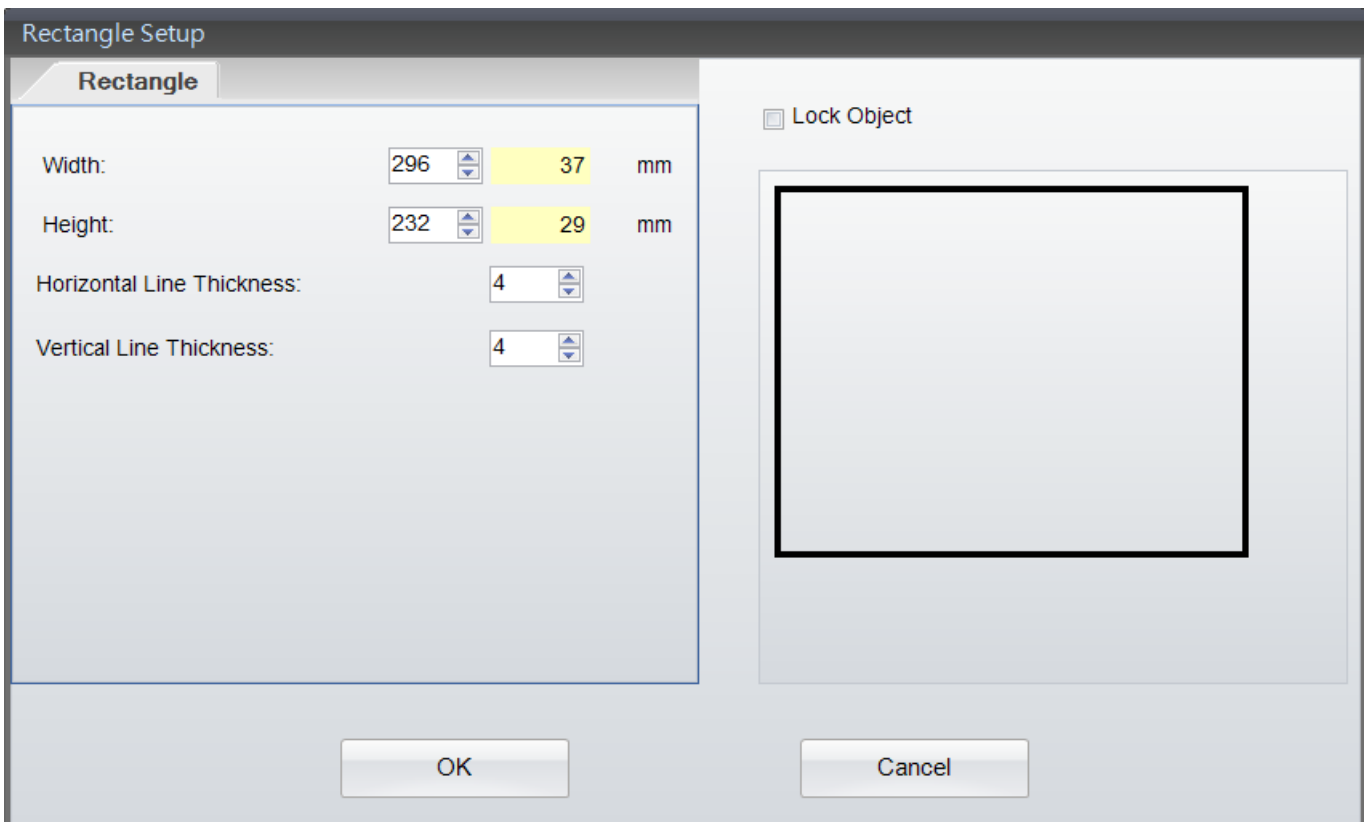 Rectangle Setup
Rectangle
Width: 296 37 mm
Height: 232 29 mm
Horizontal Line Thickness: 4
Vertical Line Thickness: 4
Lock Object
OK Cancel